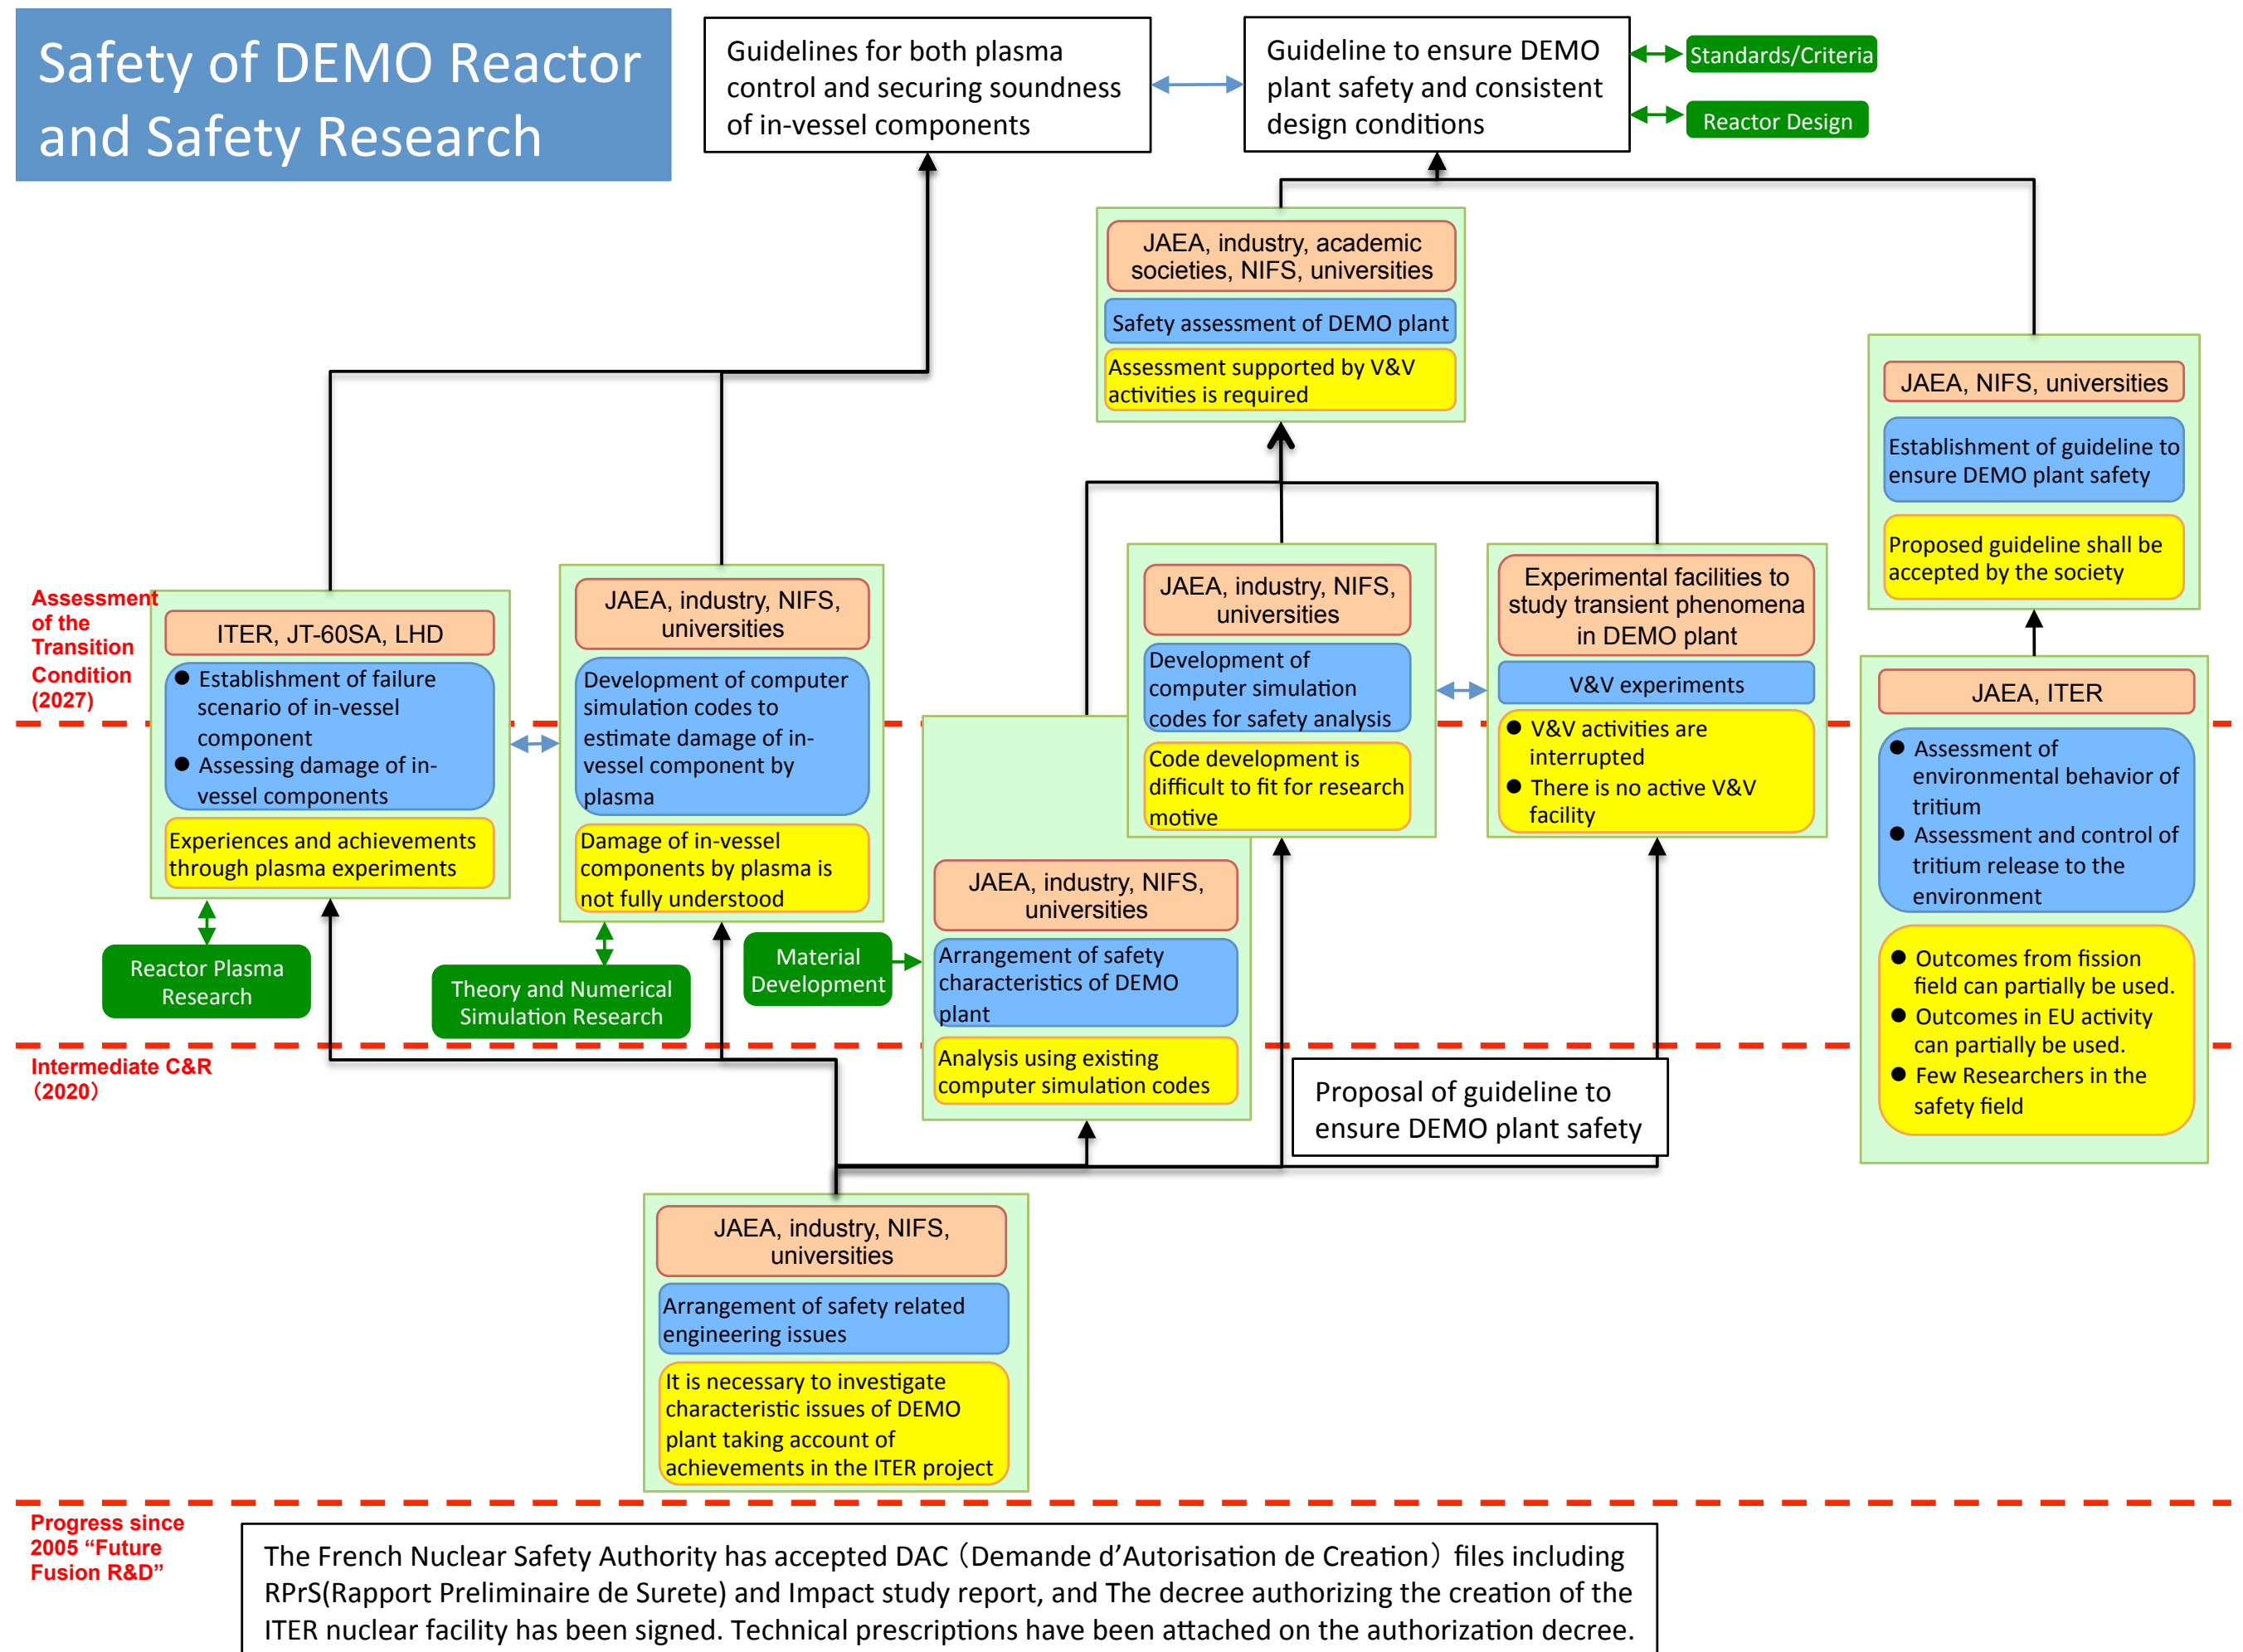 Safety of DEMO Reactor
and Safety Research
Guidelines for both plasma
control and securing soundness
of in-vessel components
Guideline to ensure DEMO
plant safety and consistent
design conditions
Standards/Criteria
Reactor Design
JAEA, industry, academic
societies, NIFS, universities
Safety assessment of DEMO plant
Assessment supported by V&V
activities is required
JAEA, NIFS, universities
Establishment of guideline to
ensure DEMO plant safety
Proposed guideline shall be
accepted by the society
Assessment
of the
Transition
Condition
(2027)
ITER, JT-60SA, LHD
● Establishment of failure
scenario of in-vessel
component
● Assessing damage of in-
vessel components
Experiences and achievements
through plasma experiments
JAEA, industry, NIFS,
universities
Development of computer
simulation codes to
estimate damage of in-
vessel component by
plasma
Damage of in-vessel
components by plasma is
not fully understood
JAEA, industry, NIFS,
universities
Development of
computer simulation
codes for safety analysis
Code development is
difficult to fit for research
motive
Experimental facilities to
study transient phenomena
in DEMO plant
V&V experiments
● V&V activities are
interrupted
● There is no active V&V
facility
JAEA, ITER
● Assessment of
environmental behavior of
tritium
● Assessment and control of
tritium release to the
environment
● Outcomes from fission
field can partially be used.
● Outcomes in EU activity
can partially be used.
● Few Researchers in the
safety field
Reactor Plasma
Research
Theory and Numerical
Simulation Research
Material
Development
JAEA, industry, NIFS,
universities
Arrangement of safety
characteristics of DEMO
plant
Analysis using existing
computer simulation codes
Intermediate C&R
（2020）
Proposal of guideline to
ensure DEMO plant safety
JAEA, industry, NIFS,
universities
Arrangement of safety related
engineering issues
It is necessary to investigate
characteristic issues of DEMO
plant taking account of
achievements in the ITER project
Progress since
2005 “Future
Fusion R&D”
The French Nuclear Safety Authority has accepted DAC（Demande d’Autorisation de Creation）files including
RPrS(Rapport Preliminaire de Surete) and Impact study report, and The decree authorizing the creation of the
ITER nuclear facility has been signed. Technical prescriptions have been attached on the authorization decree.